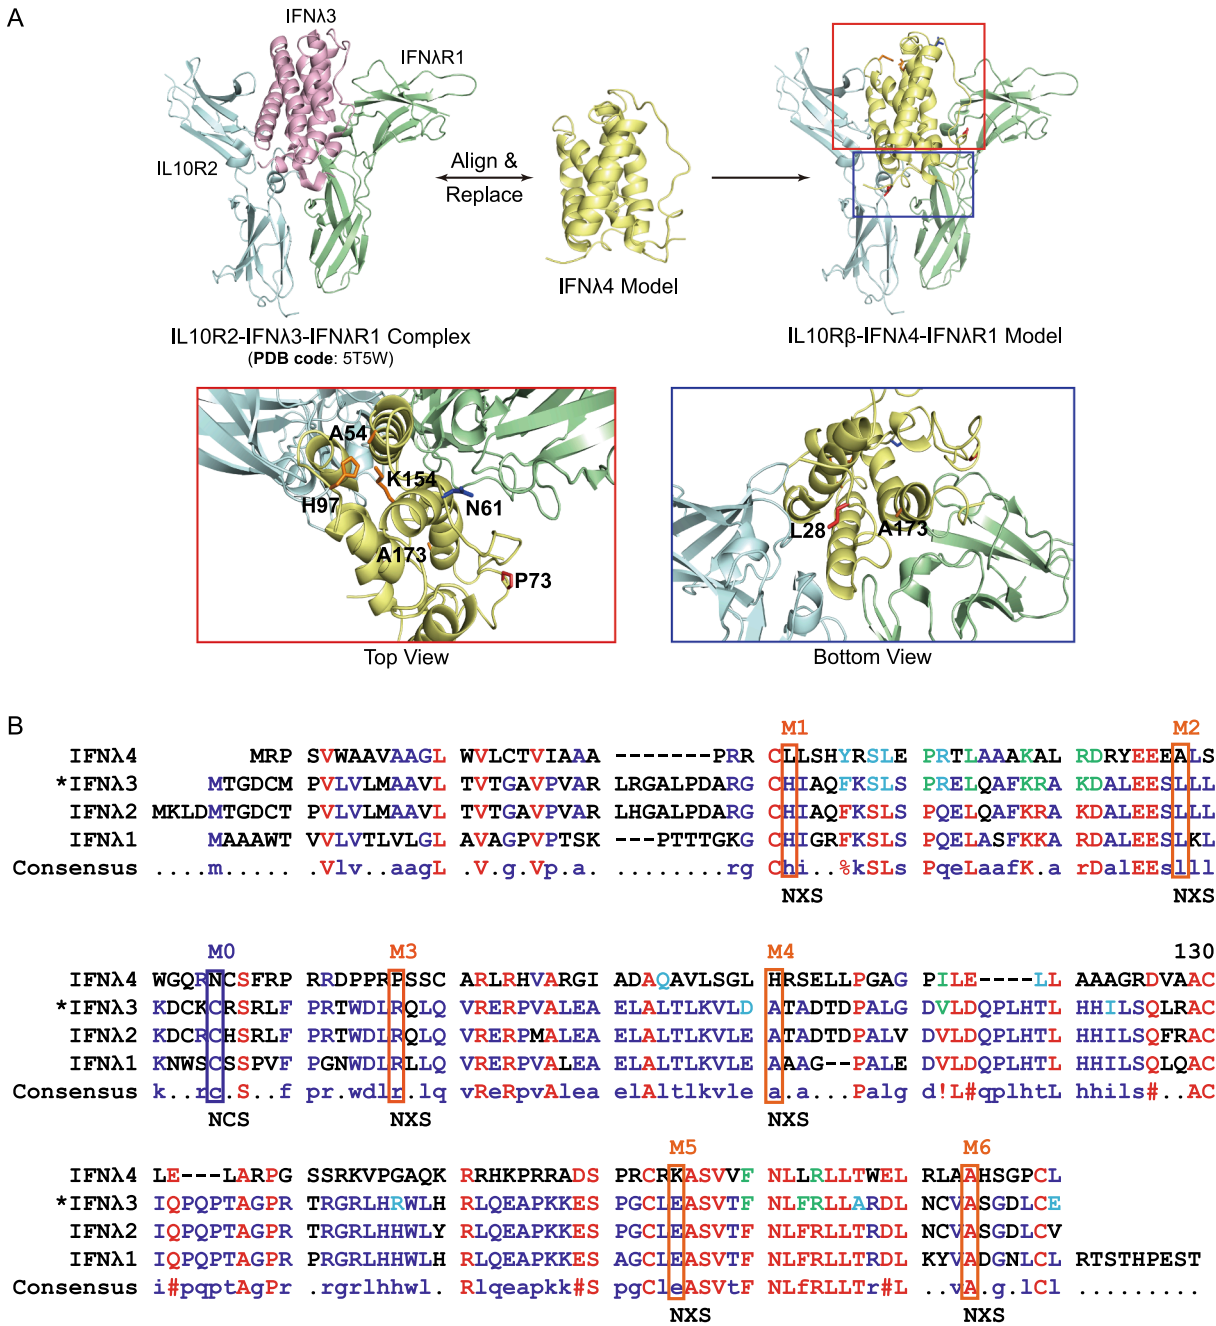 A
IFNλ3
IFNλR1
IL10R2
Align &
Replace
IFNλ4 Model
IL10R2-IFNλ3-IFNλR1 Complex
(PDB code: 5T5W)
IL10Rβ-IFNλ4-IFNλR1 Model
A54
K154
H97
N61
A173
P73
Top View
L28
A173
Bottom View
B
M1 M2
IFNλ4 MRP SVWAAVAAGL WVLCTVIAAA ------PRR CLLSHYRSLE PRTLAAAKAL RDRYEEEALS
*IFNλ3 MTGDCM PVLVLMAAVL TVTGAVPVAR LRGALPDARG CHIAQFKSLS PRELQAFKRA KDALEESLLL
IFNλ2 MKLDMTGDCT PVLVLMAAVL TVTGAVPVAR LHGALPDARG CHIAQFKSLS PQELQAFKRA KDALEESLLL
IFNλ1 MAAAWT VVLVTLVLGL AVAGPVPTSK ---PTTTGKG CHIGRFKSLS PQELASFKKA RDALEESLKL
Consensus ....m..... .Vlv..aagL .V.g.Vp.a. ........rg Chi..%kSLs PqeLaafK.a rDalEEslll
NXS NXS
M0 M3 M4 130
IFNλ4 WGQRNCSFRP RRDPPRPSSC ARLRHVARGI ADAQAVLSGL HRSELLPGAG PILE----LL AAAGRDVAAC
*IFNλ3 KDCKCRSRLF PRTWDLRQLQ VRERPVALEA ELALTLKVLD ATADTDPALG DVLDQPLHTL HHILSQLRAC
IFNλ2 KDCRCHSRLF PRTWDLRQLQ VRERPMALEA ELALTLKVLE ATADTDPALV DVLDQPLHTL HHILSQFRAC
IFNλ1 KNWSCSSPVF PGNWDLRLLQ VRERPVALEA ELALTLKVLE AAAG--PALE DVLDQPLHTL HHILSQLQAC
Consensus k..rc.S..f pr.wdlr.lq vReRpvAlea elAltlkvle a.a...Palg d!L#qplhtL hhils#..AC
NCS NXS NXS
M5 M6
IFNλ4 LE---LARPG SSRKVPGAQK RRHKPRRADS PRCRKASVVF NLLRLLTWEL RLAAHSGPCL
*IFNλ3 IQPQPTAGPR TRGRLHRWLH RLQEAPKKES PGCLEASVTF NLFRLLARDL NCVASGDLCE
IFNλ2 IQPQPTAGPR TRGRLHHWLY RLQEAPKKES PGCLEASVTF NLFRLLTRDL NCVASGDLCV
IFNλ1 IQPQPTAGPR PRGRLHHWLH RLQEAPKKES AGCLEASVTF NLFRLLTRDL KYVADGNLCL RTSTHPEST
Consensus i#pqptAgPr .rgrlhhwl. Rlqeapkk#S pgCleASVtF NLfRLLTr#L ..vA.g.lCl .........
NXS NXS